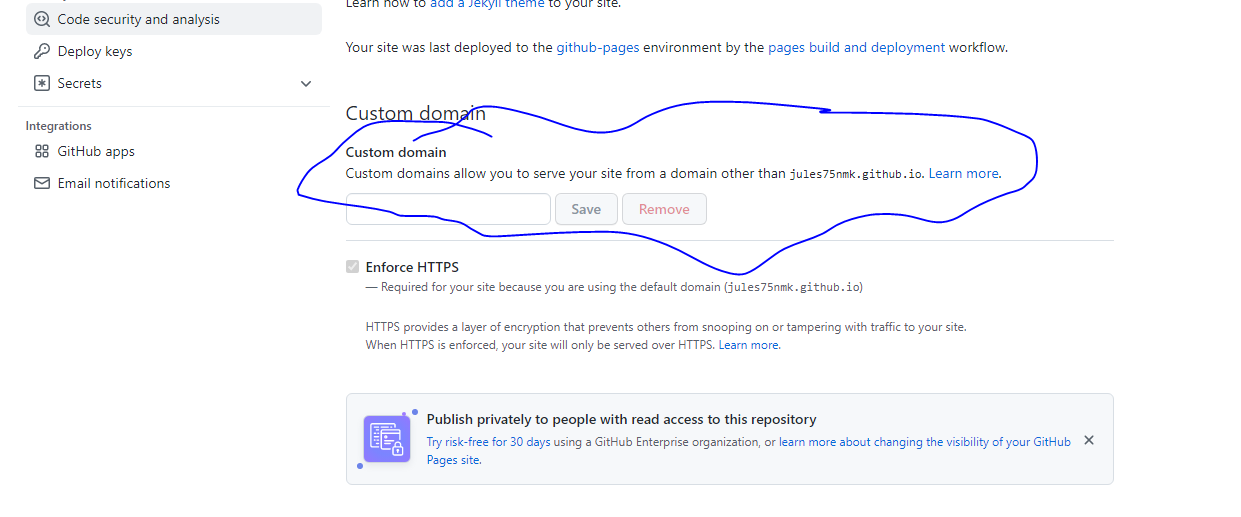 Learn how to add a Jekyll theme to your site.
Code security and analysis
Deploy keys
Secrets
Integrations
GitHub apps
Email notifications
Your site was last deployed to the github-pages environment by the pages build and deployment workflow.
Custom domain
Custom domain
Custom domains allow you to serve your site from a domain other than jules75nmk.github.io. Learn more.
Save Remove
Enforce HTTPS
— Required for your site because you are using the default domain (jules75nmk.github.io)
HTTPS provides a layer of encryption that prevents others from snooping on or tampering with traffic to your site.
When HTTPS is enforced, your site will only be served over HTTPS. Learn more.
Publish privately to people with read access to this repository
Try risk-free for 30 days using a GitHub Enterprise organization, or learn more about changing the visibility of your GitHub
Pages site.